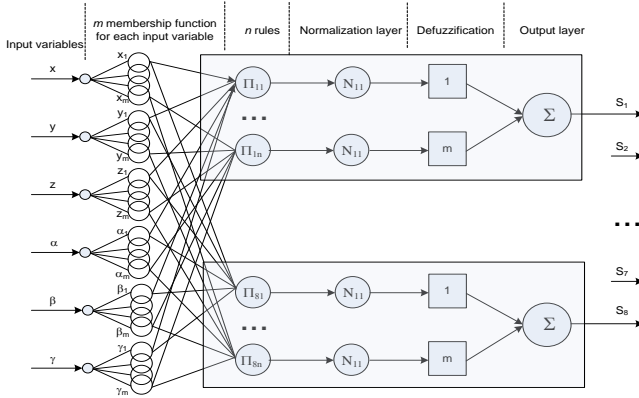 Input variables
m membership function
for each input variable
n rules
Normalization layer
Defuzzification
Output layer
x
x1
xm
y
y1
ym
z
z1
zm
α
α1
αm
β
β1
βm
γ
γ1
γm
Π11
N11
1
...
Π1n
N11
m
Σ
S1
S2
...
Π81
N11
1
...
Π8n
N11
m
Σ
S7
S8